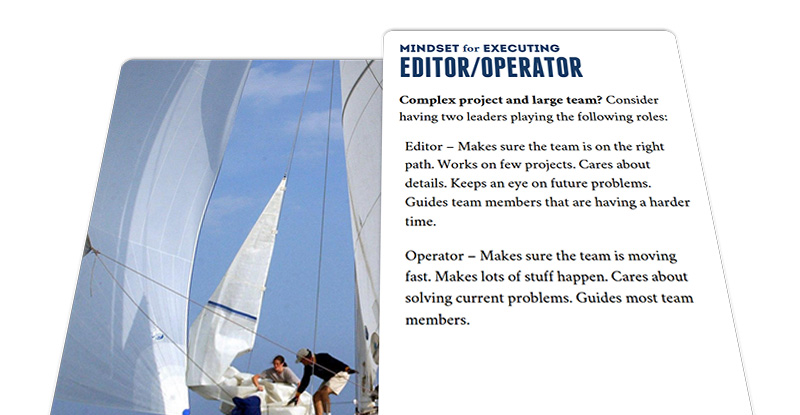 MINDSET for EXECUTING
EDITOR/OPERATOR
Complex project and large team? Consider
having two leaders playing the following roles:
Editor – Makes sure the team is on the right
path. Works on few projects. Cares about
details. Keeps an eye on future problems.
Guides team members that are having a harder
time.
Operator – Makes sure the team is moving
fast. Makes lots of stuff happen. Cares about
solving current problems. Guides most team
members.